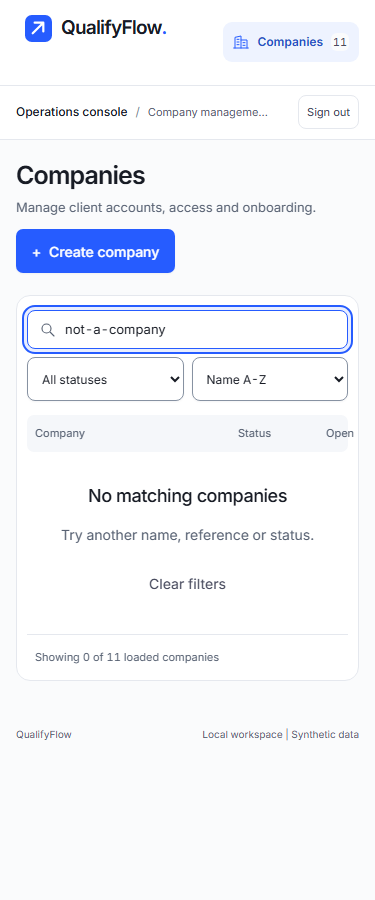 QualifyFlow.
Companies 11
Operations console / Company manageme...
Sign out
Companies
Manage client accounts, access and onboarding.
+ Create company
not-a-company
All statuses
Name A-Z
Company Status Open
No matching companies
Try another name, reference or status.
Clear filters
Showing 0 of 11 loaded companies
QualifyFlow
Local workspace | Synthetic data